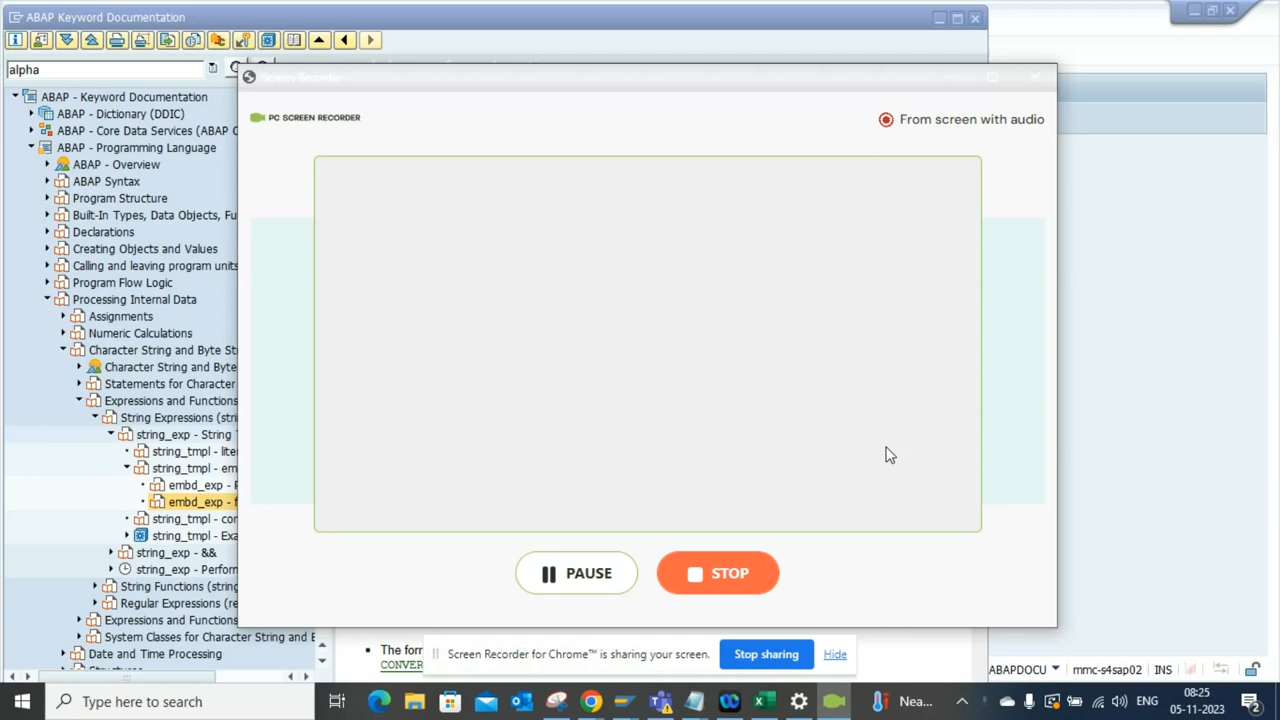 ABAP Keyword Documentation
alpha
Screen Recorder
PC SCREEN RECORDER
From screen with audio
ABAP - Keyword Documentation
ABAP - Dictionary (DDIC)
ABAP - Core Data Services (ABAP C
ABAP - Programming Language
ABAP - Overview
ABAP Syntax
Program Structure
Built-In Types, Data Objects, Fu
Declarations
Creating Objects and Values
Calling and leaving program units
Program Flow Logic
Processing Internal Data
Assignments
Numeric Calculations
Character String and Byte Str
Character String and Byte
Statements for Character
Expressions and Functions
String Expressions (stri
string_exp - String T
string_tmpl - lite
string_tmpl - em
embd_exp - P
embd_exp - f
string_tmpl - con
string_tmpl - Exa
string_exp - &&
string_exp - Perfor
String Functions (string
Regular Expressions (re
Expressions and Functions
System Classes for Character String and B
Date and Time Processing
PAUSE
STOP
The forn
CONVER
Screen Recorder for Chrome™ is sharing your screen.
Stop sharing
Hide
ABAPDOCU
mmc-s4sap02
INS
Type here to search
Nea...
ENG
08:25
05-11-2023
2